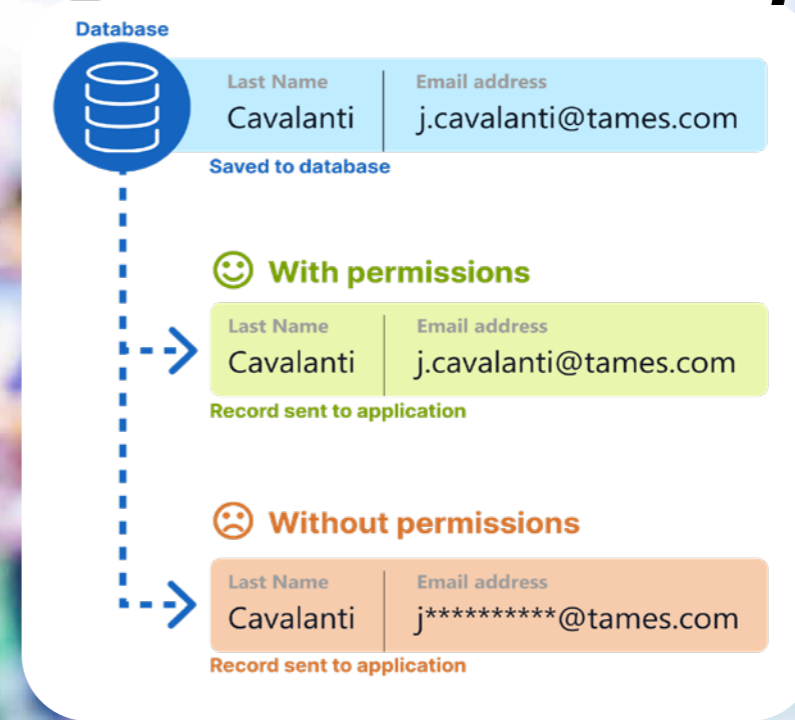 Database
Last Name Email address
Cavalanti j.cavalanti@tames.com
Saved to database
With permissions
Last Name Email address
Cavalanti j.cavalanti@tames.com
Record sent to application
Without permissions
Last Name Email address
Cavalanti j**********@tames.com
Record sent to application